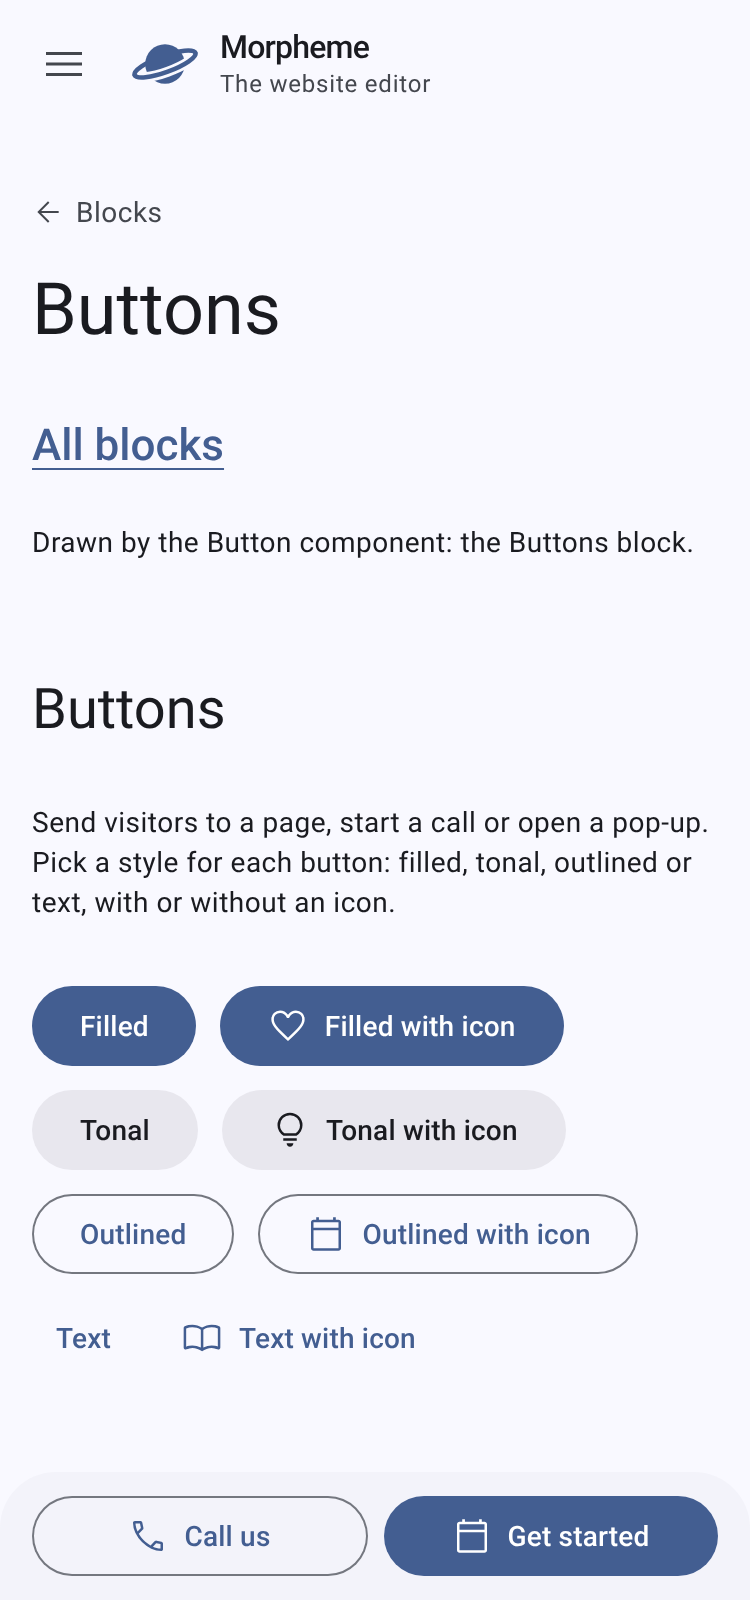 Morpheme
The website editor
Blocks
Buttons
All blocks
Drawn by the Button component: the Buttons block.
Buttons
Send visitors to a page, start a call or open a pop-up.
Pick a style for each button: filled, tonal, outlined or
text, with or without an icon.
Filled
Filled with icon
Tonal
Tonal with icon
Outlined
Outlined with icon
Text
Text with icon
Call us
Get started